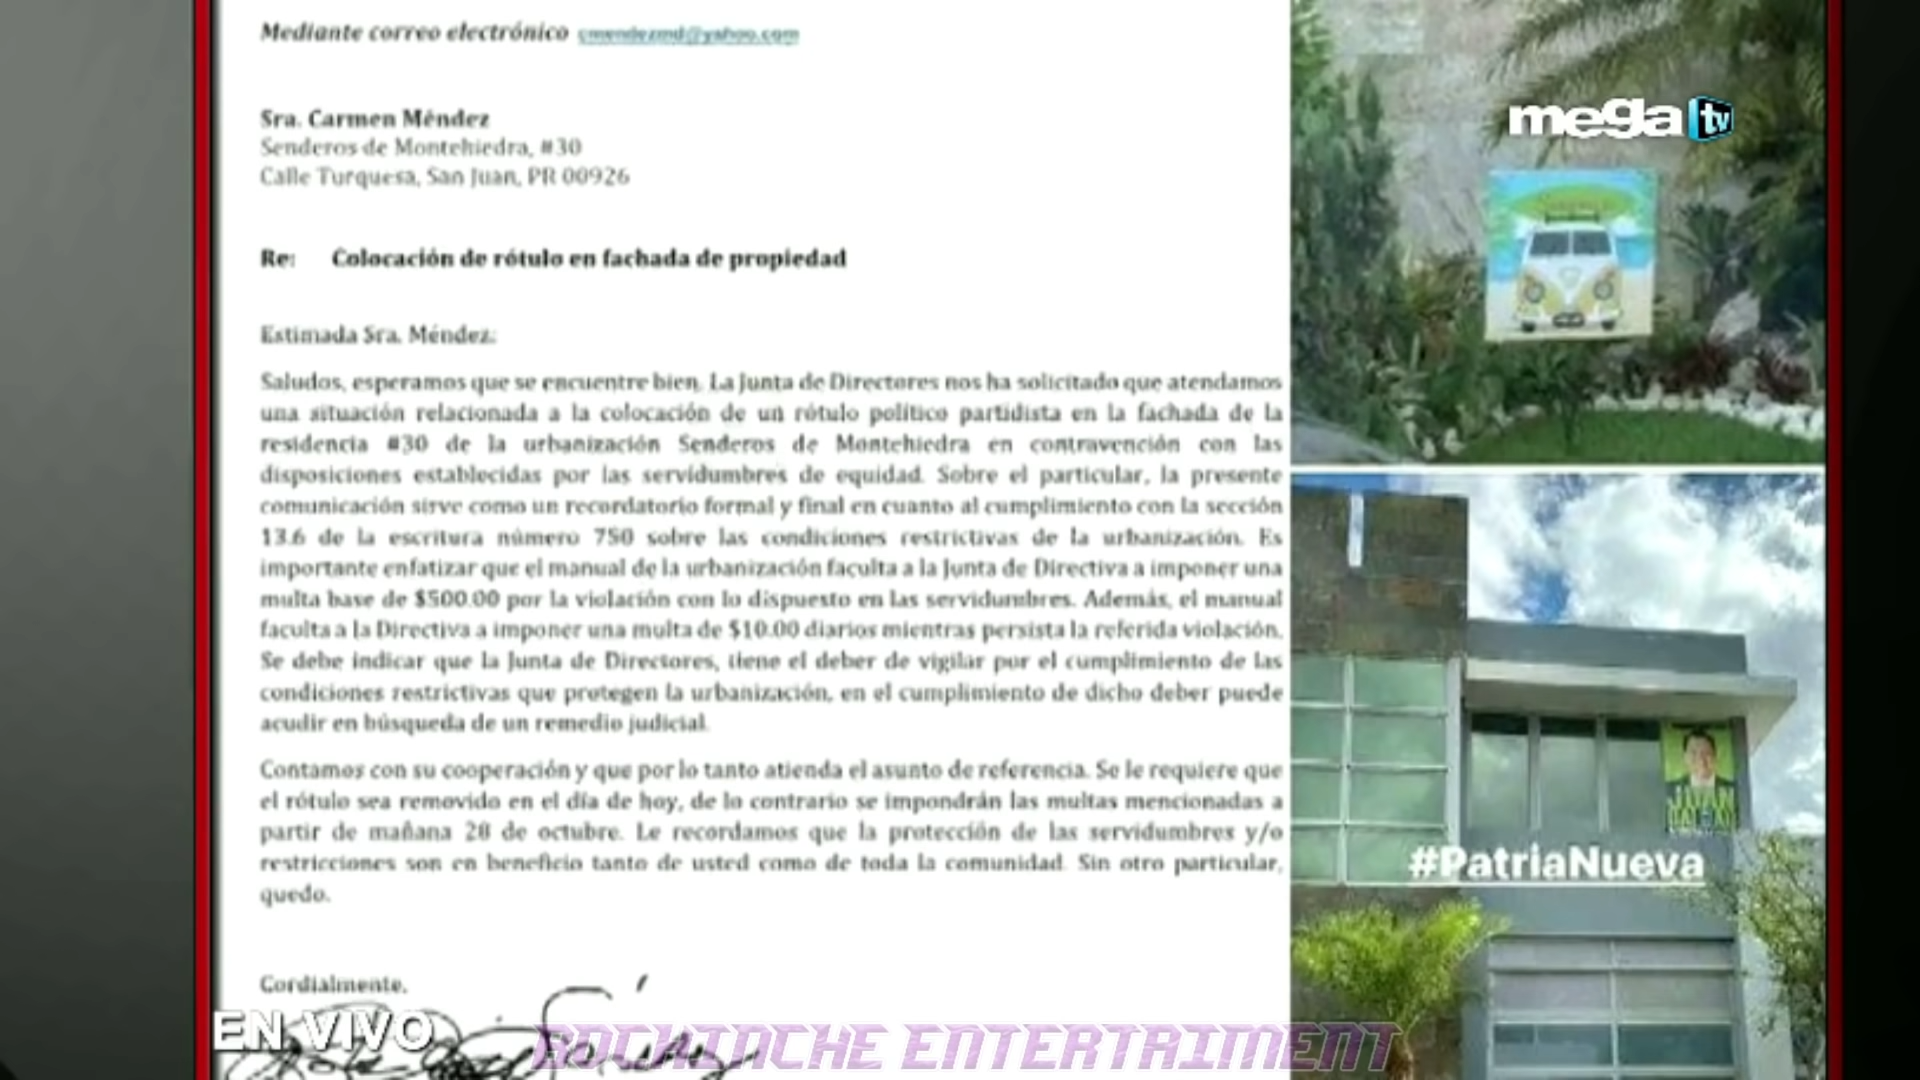 Mediante correo electrónico cmendezmd@yahoo.com
Sra. Carmen Méndez
Senderos de Montehiedra, #30
Calle Turquesa, San Juan, PR 00926
Re: Colocación de rótulo en fachada de propiedad
Estimada Sra. Méndez:
Saludos, esperamos que se encuentre bien. La Junta de Directores nos ha solicitado que atendamos
una situación relacionada a la colocación de un rótulo político partidista en la fachada de la
residencia #30 de la urbanización Senderos de Montehiedra en contravención con las
disposiciones establecidas por las servidumbres de equidad. Sobre el particular, la presente
comunicación sirve como un recordatorio formal y final en cuanto al cumplimiento con la sección
13.6 de la escritura número 750 sobre las condiciones restrictivas de la urbanización. Es
importante enfatizar que el manual de la urbanización faculta a la Junta de Directiva a imponer una
multa base de $500.00 por la violación con lo dispuesto en las servidumbres. Además, el manual
faculta a la Directiva a imponer una multa de $10.00 diarios mientras persista la referida violación.
Se debe indicar que la Junta de Directores, tiene el deber de vigilar por el cumplimiento de las
condiciones restrictivas que protegen la urbanización, en el cumplimiento de dicho deber puede
acudir en búsqueda de un remedio judicial.
Contamos con su cooperación y que por lo tanto atienda el asunto de referencia. Se le requiere que
el rótulo sea removido en el día de hoy, de lo contrario se impondrán las multas mencionadas a
partir de mañana 28 de octubre. Le recordamos que la protección de las servidumbres y/o
restricciones son en beneficio tanto de usted como de toda la comunidad. Sin otro particular,
quedo.
Cordialmente,
mega tv
#PatriaNueva
EN VIVO
ROCKINCHE ENTERTRIMENT